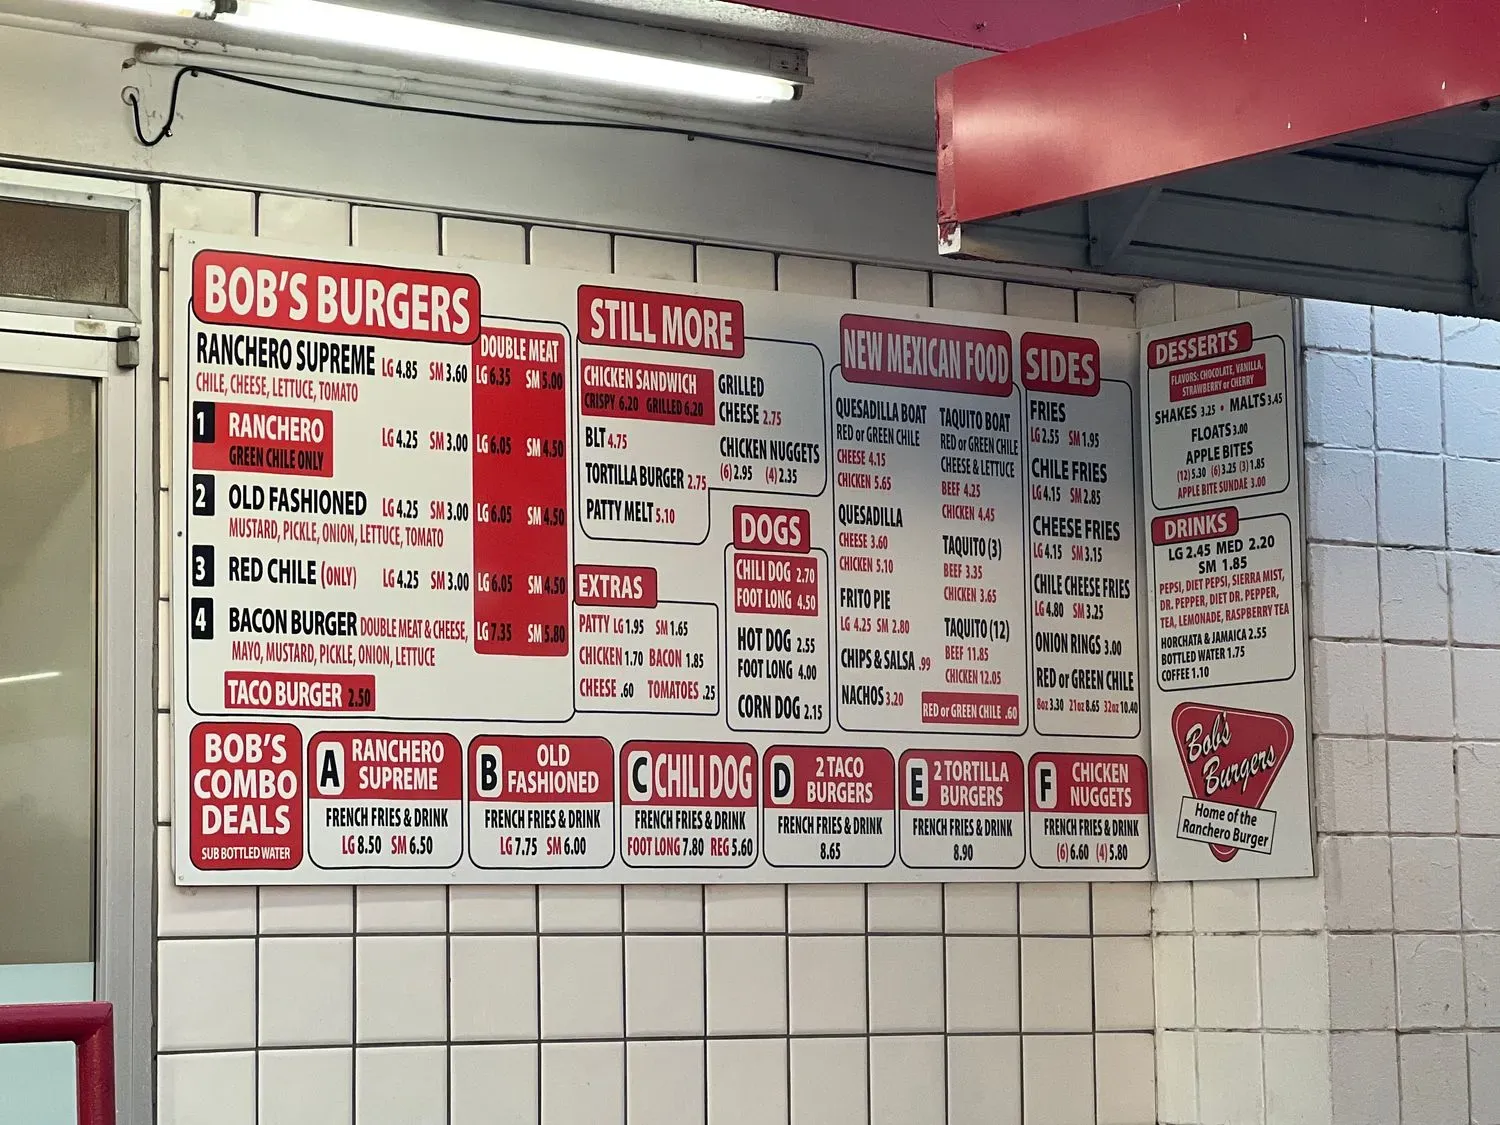 BOB'S BURGERS
DOUBLE MEAT
RANCHERO SUPREME LG 4.85 SM 3.60 LG 6.35 SM 5.00
CHILE, CHEESE, LETTUCE, TOMATO
1 RANCHERO LG 4.25 SM 3.00 LG 6.05 SM 4.50
GREEN CHILE ONLY
2 OLD FASHIONED LG 4.25 SM 3.00 LG 6.05 SM 4.50
MUSTARD, PICKLE, ONION, LETTUCE, TOMATO
3 RED CHILE (ONLY) LG 4.25 SM 3.00 LG 6.05 SM 4.50
4 BACON BURGER DOUBLE MEAT & CHEESE, LG 7.35 SM 5.80
MAYO, MUSTARD, PICKLE, ONION, LETTUCE
TACO BURGER 2.50
STILL MORE
CHICKEN SANDWICH
CRISPY 6.20 GRILLED 6.20
BLT 4.75
TORTILLA BURGER 2.75
PATTY MELT 5.10
GRILLED
CHEESE 2.75
CHICKEN NUGGETS
(6) 2.95 (4) 2.35
EXTRAS
PATTY LG 1.95 SM 1.65
CHICKEN 1.70 BACON 1.85
CHEESE .60 TOMATOES .25
DOGS
CHILI DOG 2.70
FOOT LONG 4.50
HOT DOG 2.55
FOOT LONG 4.00
CORN DOG 2.15
NEW MEXICAN FOOD
QUESADILLA BOAT
RED or GREEN CHILE
CHEESE 4.15
CHICKEN 5.65
QUESADILLA
CHEESE 3.60
CHICKEN 5.10
FRITO PIE
LG 4.25 SM 2.80
CHIPS & SALSA .99
NACHOS 3.20
TAQUITO BOAT
RED or GREEN CHILE
CHEESE & LETTUCE
BEEF 4.25
CHICKEN 4.45
TAQUITO (3)
BEEF 3.35
CHICKEN 3.65
TAQUITO (12)
BEEF 11.85
CHICKEN 12.05
RED or GREEN CHILE .60
SIDES
FRIES
LG 2.55 SM 1.95
CHILE FRIES
LG 4.15 SM 2.85
CHEESE FRIES
LG 4.15 SM 3.15
CHILE CHEESE FRIES
LG 4.80 SM 3.25
ONION RINGS 3.00
RED or GREEN CHILE
8oz 3.30 21oz 8.65 32oz 10.40
DESSERTS
FLAVORS: CHOCOLATE, VANILLA,
STRAWBERRY or CHERRY
SHAKES 3.25 • MALTS 3.45
FLOATS 3.00
APPLE BITES
(12) 5.30 (6) 3.25 (3) 1.85
APPLE BITE SUNDAE 3.00
DRINKS
LG 2.45 MED 2.20
SM 1.85
PEPSI, DIET PEPSI, SIERRA MIST,
DR. PEPPER, DIET DR. PEPPER,
TEA, LEMONADE, RASPBERRY TEA
HORCHATA & JAMAICA 2.55
BOTTLED WATER 1.75
COFFEE 1.10
BOB'S
COMBO
DEALS
SUB BOTTLED WATER
A RANCHERO
SUPREME
FRENCH FRIES & DRINK
LG 8.50 SM 6.50
B OLD
FASHIONED
FRENCH FRIES & DRINK
LG 7.75 SM 6.00
C CHILI DOG
FRENCH FRIES & DRINK
FOOT LONG 7.80 REG 5.60
D 2 TACO
BURGERS
FRENCH FRIES & DRINK
8.65
E 2 TORTILLA
BURGERS
FRENCH FRIES & DRINK
8.90
F CHICKEN
NUGGETS
FRENCH FRIES & DRINK
(6) 6.60 (4) 5.80
Bob's
Burgers
Home of the
Ranchero Burger